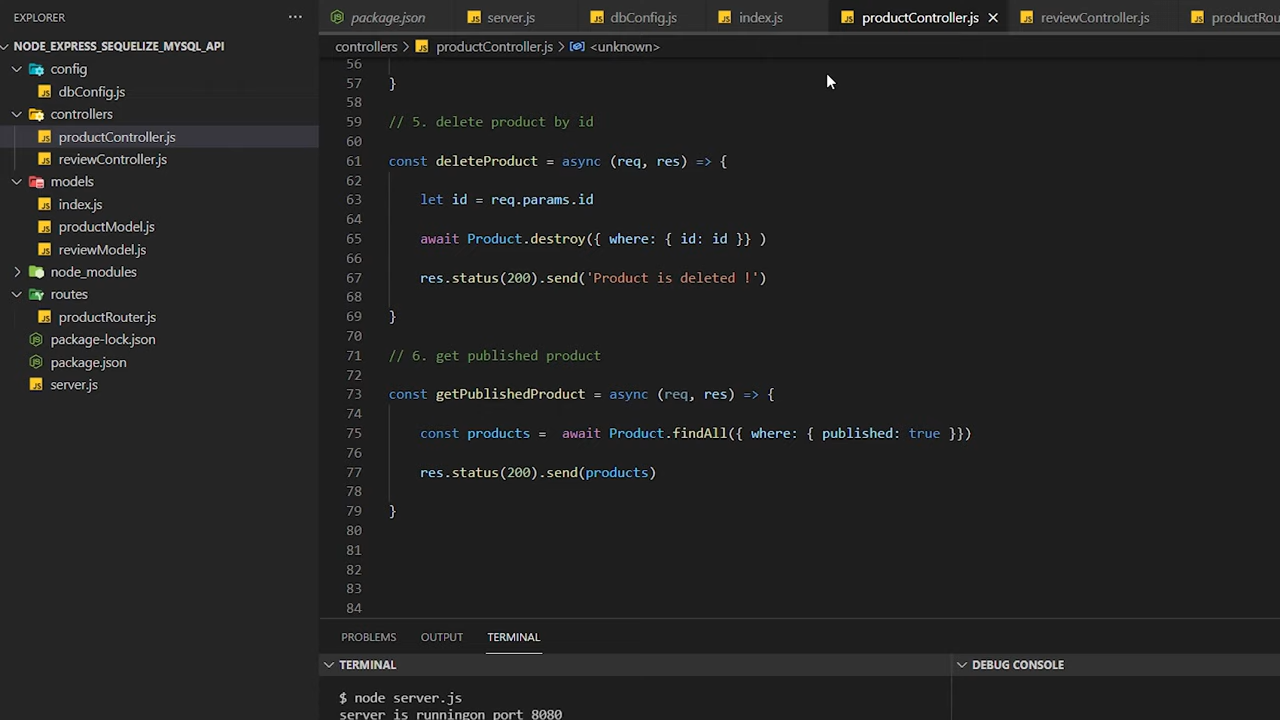 EXPLORER
package.json
server.js
dbConfig.js
index.js
productController.js
reviewController.js
productRou
NODE_EXPRESS_SEQUELIZE_MYSQL_API
config
dbConfig.js
controllers
productController.js
reviewController.js
models
index.js
productModel.js
reviewModel.js
node_modules
routes
productRouter.js
package-lock.json
package.json
server.js
controllers > productController.js > <unknown>
56
57 }
58
59 // 5. delete product by id
60
61 const deleteProduct = async (req, res) => {
62
63 let id = req.params.id
64
65 await Product.destroy({ where: { id: id }} )
66
67 res.status(200).send('Product is deleted !')
68
69 }
70
71 // 6. get published product
72
73 const getPublishedProduct = async (req, res) => {
74
75 const products =  await Product.findAll({ where: { published: true }})
76
77 res.status(200).send(products)
78
79 }
80
81
82
83
84
PROBLEMS OUTPUT TERMINAL
TERMINAL
DEBUG CONSOLE
$ node server.js
server is runningon port 8080